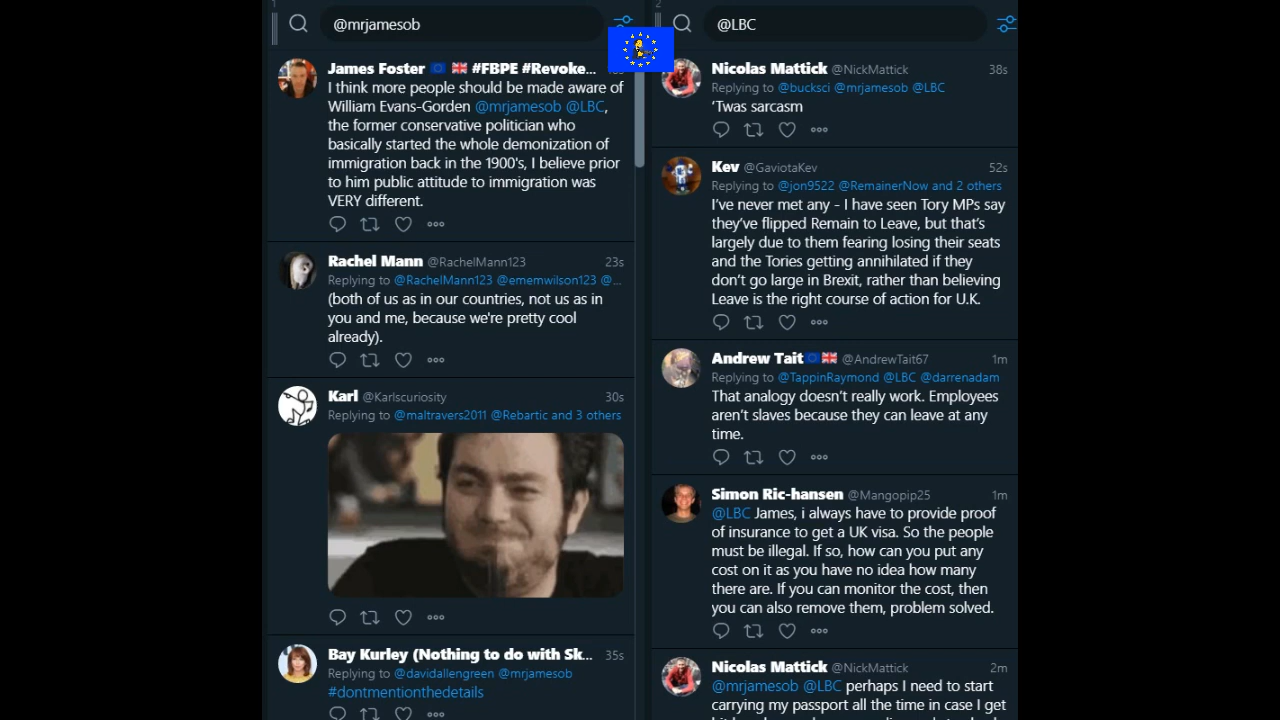 1
@mrjamesob
James Foster 🇪🇺 🇬🇧 #FBPE #Revoke...
I think more people should be made aware of
William Evans-Gorden @mrjamesob @LBC,
the former conservative politician who
basically started the whole demonization of
immigration back in the 1900's, I believe prior
to him public attitude to immigration was
VERY different.
Rachel Mann @RachelMann123 23s
Replying to @RachelMann123 @ememwilson123 @...
(both of us as in our countries, not us as in
you and me, because we're pretty cool
already).
Karl @Karlscuriosity 30s
Replying to @maltravers2011 @Rebartic and 3 others
Bay Kurley (Nothing to do with Sk... 35s
Replying to @davidallengreen @mrjamesob
#dontmentionthedetails
2
@LBC
Nicolas Mattick @NickMattick 38s
Replying to @bucksci @mrjamesob @LBC
‘Twas sarcasm
Kev @GaviotaKev 52s
Replying to @jon9522 @RemainerNow and 2 others
I’ve never met any - I have seen Tory MPs say
they’ve flipped Remain to Leave, but that’s
largely due to them fearing losing their seats
and the Tories getting annihilated if they
don’t go large in Brexit, rather than believing
Leave is the right course of action for U.K.
Andrew Tait 🇪🇺🇬🇧 @AndrewTait67 1m
Replying to @TappinRaymond @LBC @darrenadam
That analogy doesn’t really work. Employees
aren’t slaves because they can leave at any
time.
Simon Ric-hansen @Mangopip25 1m
@LBC James, i always have to provide proof
of insurance to get a UK visa. So the people
must be illegal. If so, how can you put any
cost on it as you have no idea how many
there are. If you can monitor the cost, then
you can also remove them, problem solved.
Nicolas Mattick @NickMattick 2m
@mrjamesob @LBC perhaps I need to start
carrying my passport all the time in case I get